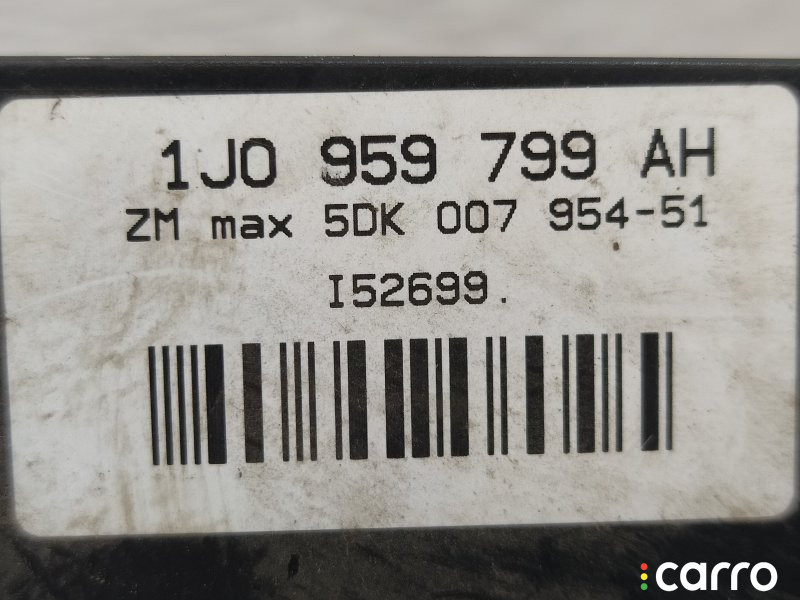 1J0 959 799 AH
ZM max 5DK 007 954-51
I52699.
carro